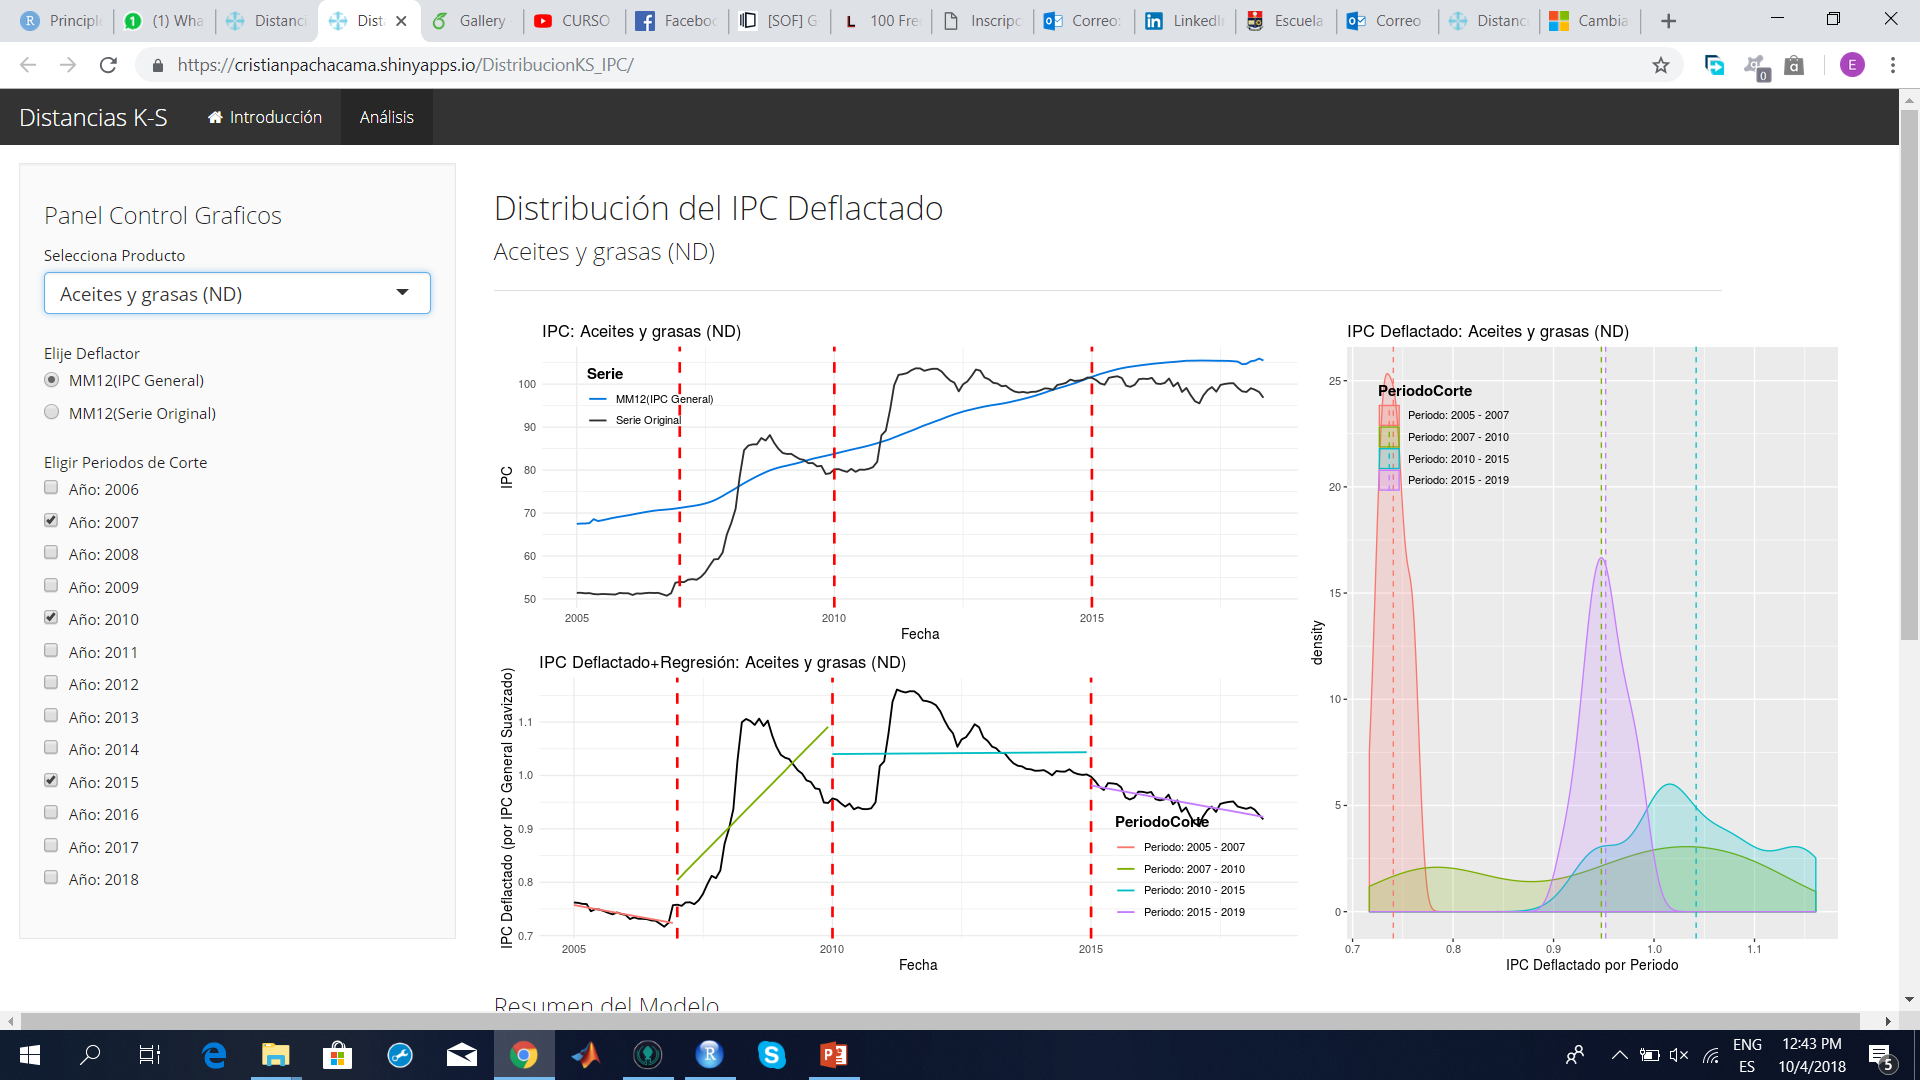 Principl
(1) Wha
Distanci
Dist
Gallery
CURSO
Faceboo
[SOF] G
100 Fre
Inscripc
Correo:
LinkedIn
Escuela
Correo
Distanc
Cambia
https://cristianpachacama.shinyapps.io/DistribucionKS_IPC/
0
E
Distancias K-S
Introducción
Análisis
Panel Control Graficos
Selecciona Producto
Aceites y grasas (ND)
Elije Deflactor
MM12(IPC General)
MM12(Serie Original)
Eligir Periodos de Corte
Año: 2006
Año: 2007
Año: 2008
Año: 2009
Año: 2010
Año: 2011
Año: 2012
Año: 2013
Año: 2014
Año: 2015
Año: 2016
Año: 2017
Año: 2018
Distribución del IPC Deflactado
Aceites y grasas (ND)
IPC: Aceites y grasas (ND)
Serie
MM12(IPC General)
Serie Original
100
90
80
70
60
50
IPC
2005
2010
2015
Fecha
IPC Deflactado+Regresión: Aceites y grasas (ND)
IPC Deflactado (por IPC General Suavizado)
1.1
1.0
0.9
0.8
0.7
PeriodoCorte
Periodo: 2005 - 2007
Periodo: 2007 - 2010
Periodo: 2010 - 2015
Periodo: 2015 - 2019
2005
2010
2015
Fecha
IPC Deflactado: Aceites y grasas (ND)
PeriodoCorte
Periodo: 2005 - 2007
Periodo: 2007 - 2010
Periodo: 2010 - 2015
Periodo: 2015 - 2019
25
20
15
10
5
0
density
0.7
0.8
0.9
1.0
1.1
IPC Deflactado por Periodo
Resumen del Modelo
ENG
ES
12:43 PM
10/4/2018
5